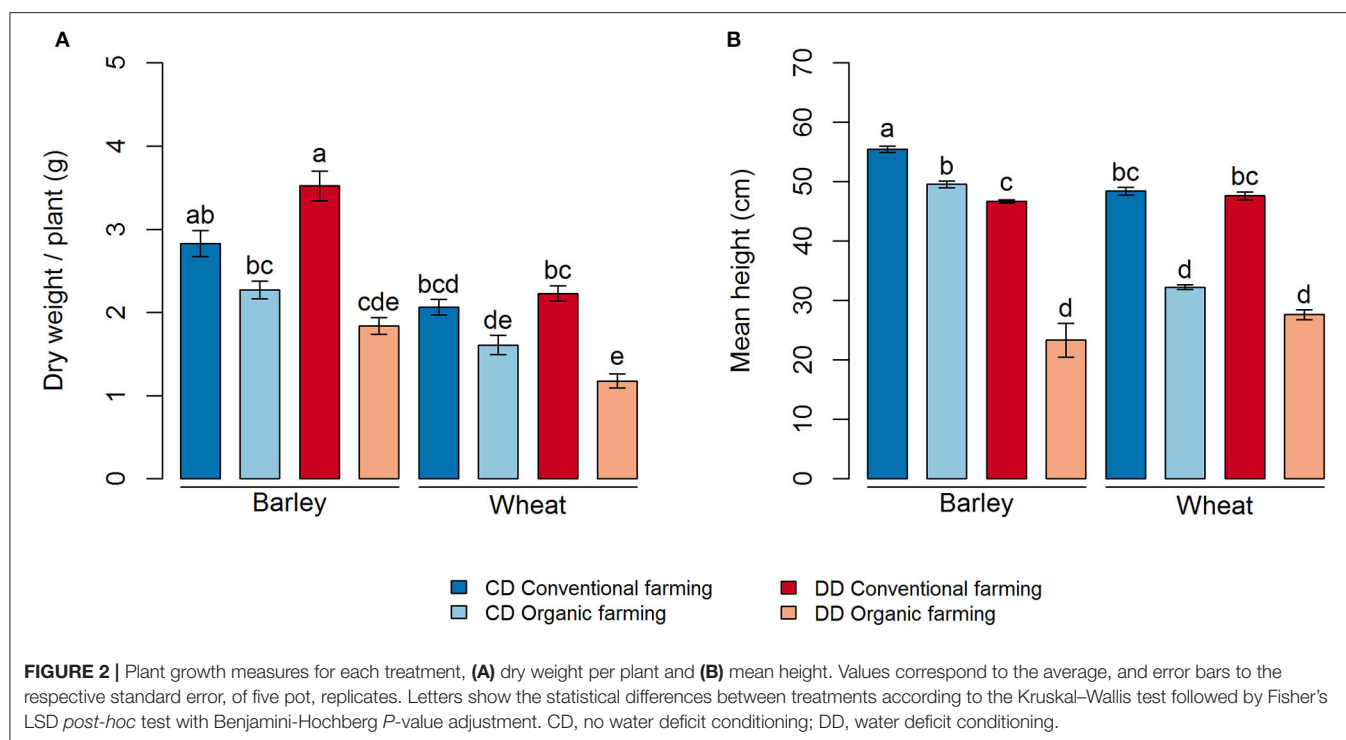 A
Dry weight / plant (g)
5
4
3
2
1
0
ab
bc
a
cde
bcd
de
bc
e
Barley
Wheat
B
Mean height (cm)
70
60
50
40
30
20
10
0
a
b
c
d
bc
d
bc
d
Barley
Wheat
CD Conventional farming
CD Organic farming
DD Conventional farming
DD Organic farming
FIGURE 2 | Plant growth measures for each treatment, (A) dry weight per plant and (B) mean height. Values correspond to the average, and error bars to the
respective standard error, of five pot, replicates. Letters show the statistical differences between treatments according to the Kruskal–Wallis test followed by Fisher's
LSD post-hoc test with Benjamini-Hochberg P-value adjustment. CD, no water deficit conditioning; DD, water deficit conditioning.